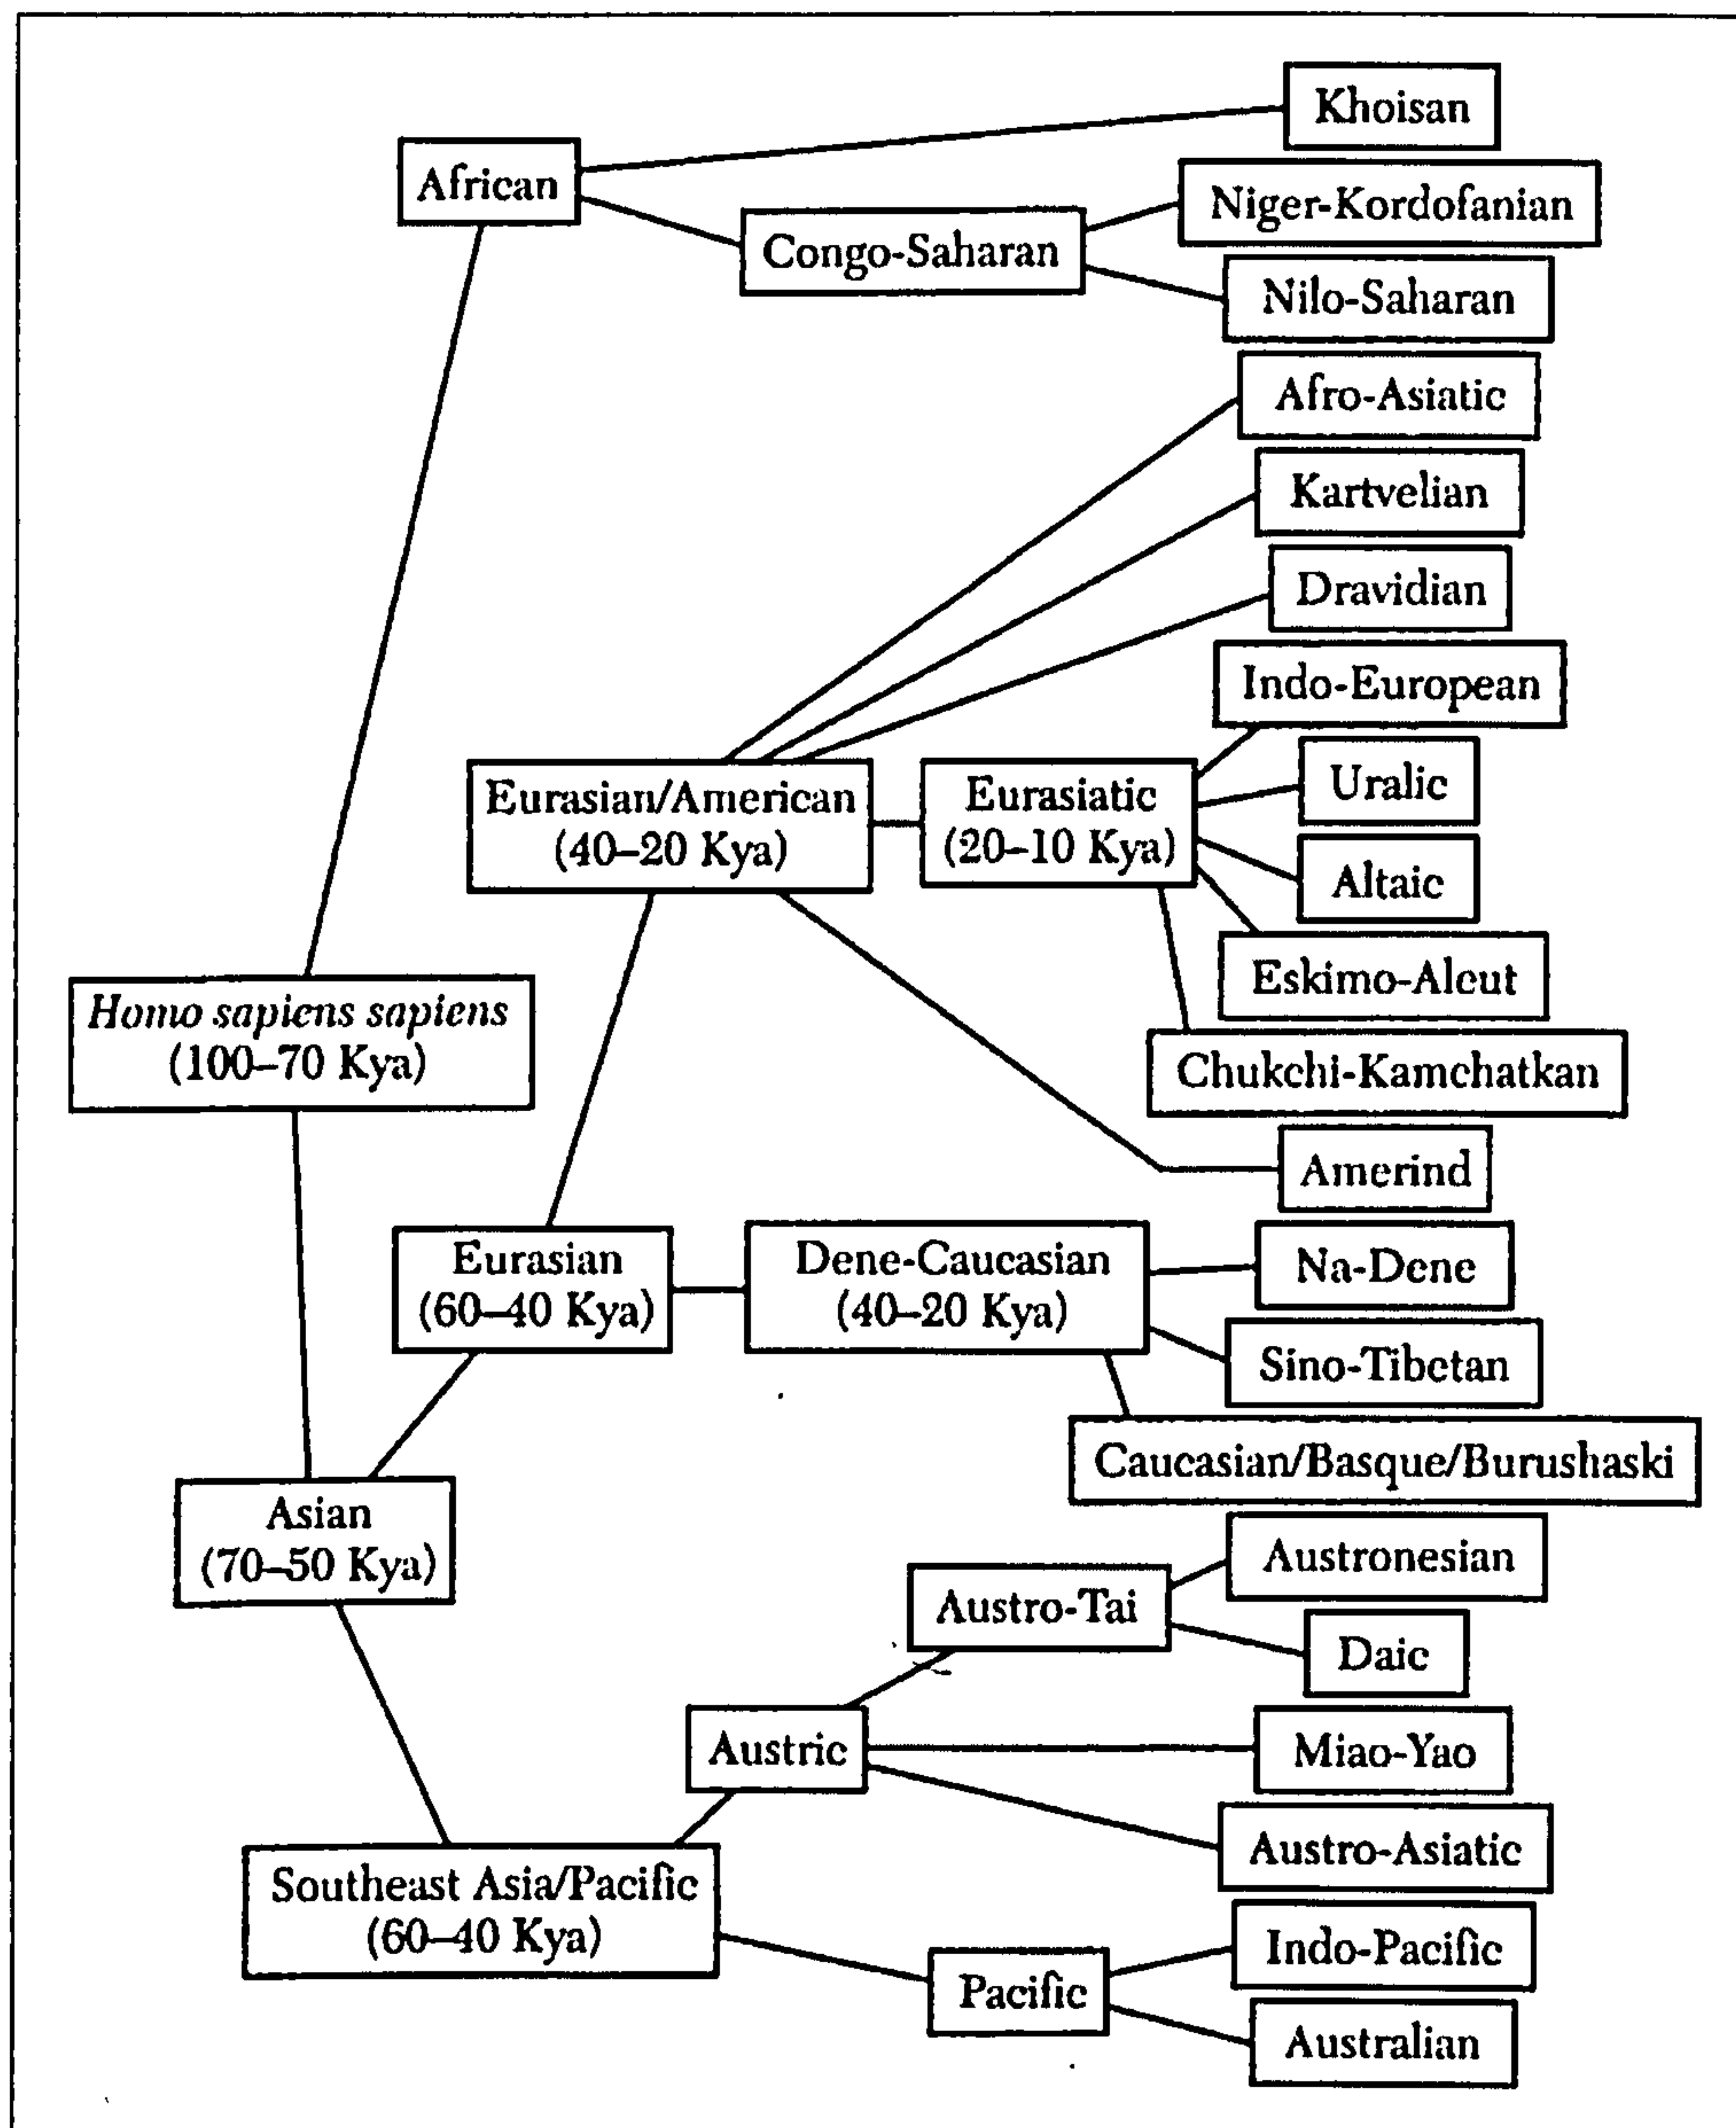 Khoisan
African
Niger-Kordofanian
Congo-Saharan
Nilo-Saharan
Afro-Asiatic
Kartvelian
Dravidian
Indo-European
Eurasian/American
(40–20 Kya)
Eurasiatic
(20–10 Kya)
Uralic
Altaic
Eskimo-Aleut
Homo sapiens sapiens
(100–70 Kya)
Chukchi-Kamchatkan
Amerind
Eurasian
(60–40 Kya)
Dene-Caucasian
(40–20 Kya)
Na-Dene
Sino-Tibetan
Caucasian/Basque/Burushaski
Asian
(70–50 Kya)
Austronesian
Austro-Tai
Daic
Austric
Miao-Yao
Austro-Asiatic
Southeast Asia/Pacific
(60–40 Kya)
Indo-Pacific
Pacific
Australian